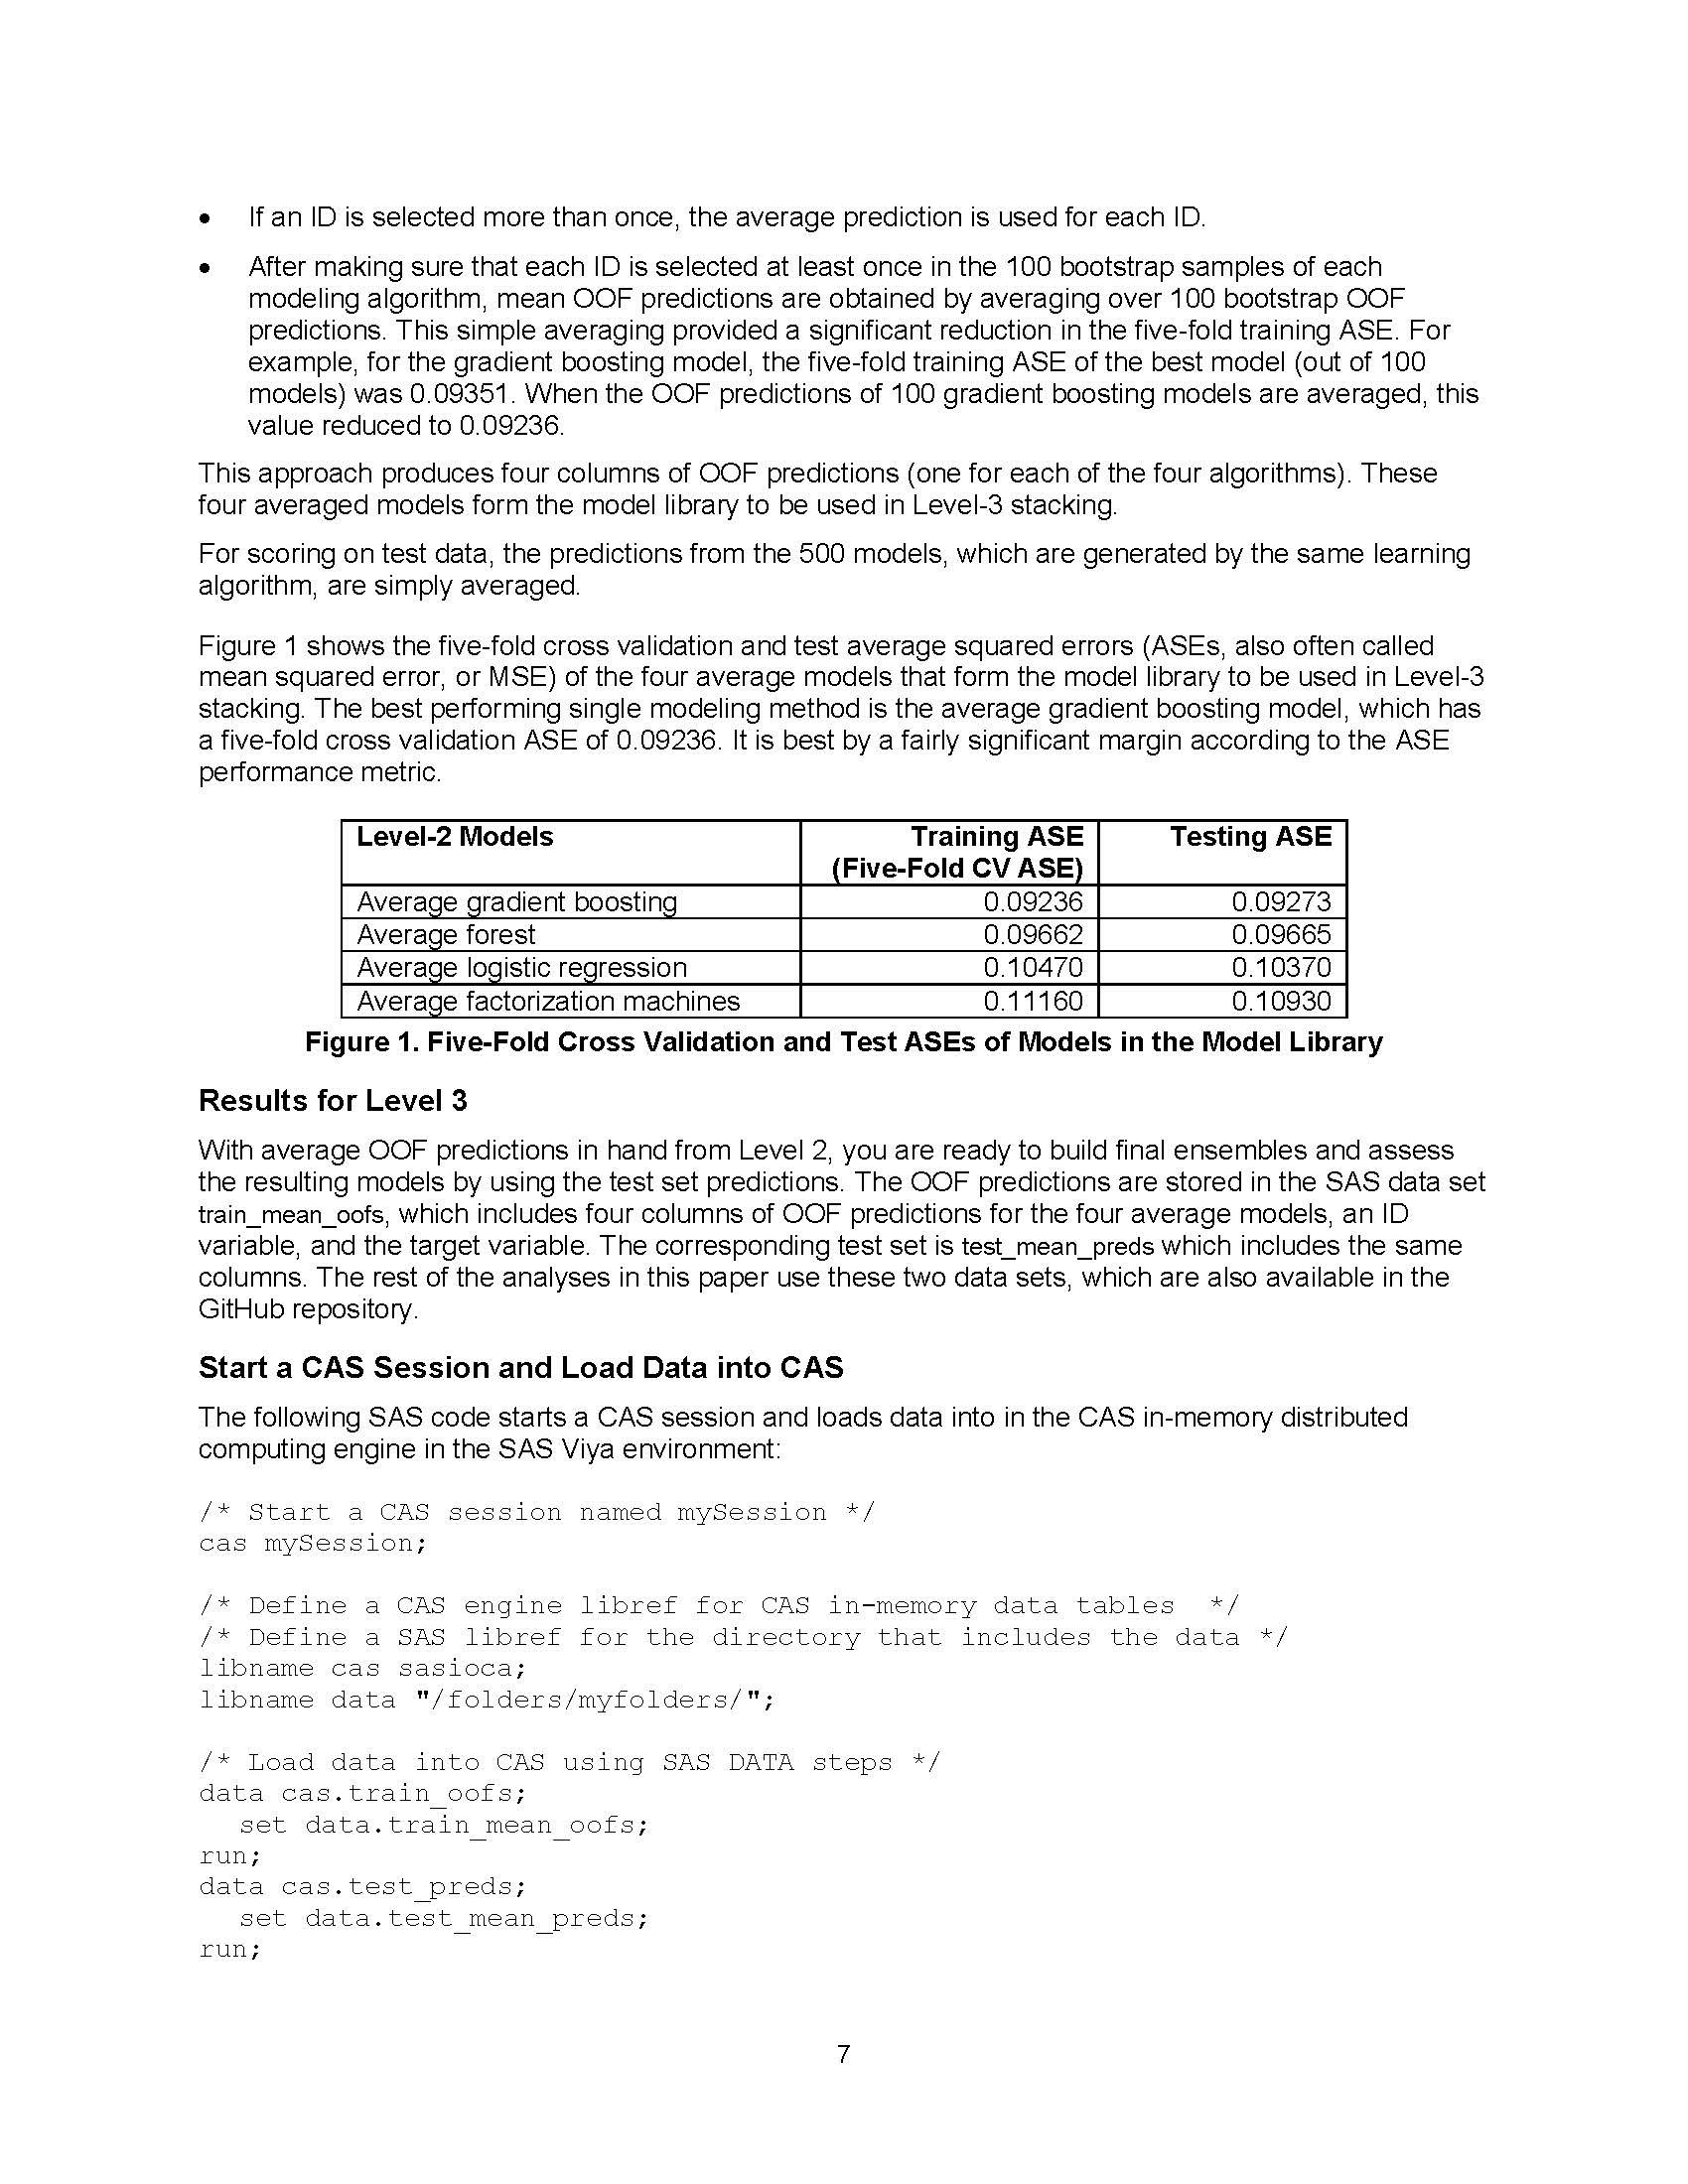 • If an ID is selected more than once, the average prediction is used for each ID.
• After making sure that each ID is selected at least once in the 100 bootstrap samples of each
modeling algorithm, mean OOF predictions are obtained by averaging over 100 bootstrap OOF
predictions. This simple averaging provided a significant reduction in the five-fold training ASE. For
example, for the gradient boosting model, the five-fold training ASE of the best model (out of 100
models) was 0.09351. When the OOF predictions of 100 gradient boosting models are averaged, this
value reduced to 0.09236.
This approach produces four columns of OOF predictions (one for each of the four algorithms). These
four averaged models form the model library to be used in Level-3 stacking.
For scoring on test data, the predictions from the 500 models, which are generated by the same learning
algorithm, are simply averaged.
Figure 1 shows the five-fold cross validation and test average squared errors (ASEs, also often called
mean squared error, or MSE) of the four average models that form the model library to be used in Level-3
stacking. The best performing single modeling method is the average gradient boosting model, which has
a five-fold cross validation ASE of 0.09236. It is best by a fairly significant margin according to the ASE
performance metric.
Level-2 Models Training ASE Testing ASE
(Five-Fold CV ASE)
Average gradient boosting 0.09236 0.09273
Average forest 0.09662 0.09665
Average logistic regression 0.10470 0.10370
Average factorization machines 0.11160 0.10930
Figure 1. Five-Fold Cross Validation and Test ASEs of Models in the Model Library
Results for Level 3
With average OOF predictions in hand from Level 2, you are ready to build final ensembles and assess
the resulting models by using the test set predictions. The OOF predictions are stored in the SAS data set
train_mean_oofs, which includes four columns of OOF predictions for the four average models, an ID
variable, and the target variable. The corresponding test set is test_mean_preds which includes the same
columns. The rest of the analyses in this paper use these two data sets, which are also available in the
GitHub repository.
Start a CAS Session and Load Data into CAS
The following SAS code starts a CAS session and loads data into in the CAS in-memory distributed
computing engine in the SAS Viya environment:
/* Start a CAS session named mySession */
cas mySession;
/* Define a CAS engine libref for CAS in-memory data tables  */
/* Define a SAS libref for the directory that includes the data */
libname cas sasioca;
libname data "/folders/myfolders/";
/* Load data into CAS using SAS DATA steps */
data cas.train_oofs;
set data.train_mean_oofs;
run;
data cas.test_preds;
set data.test_mean_preds;
run;
7